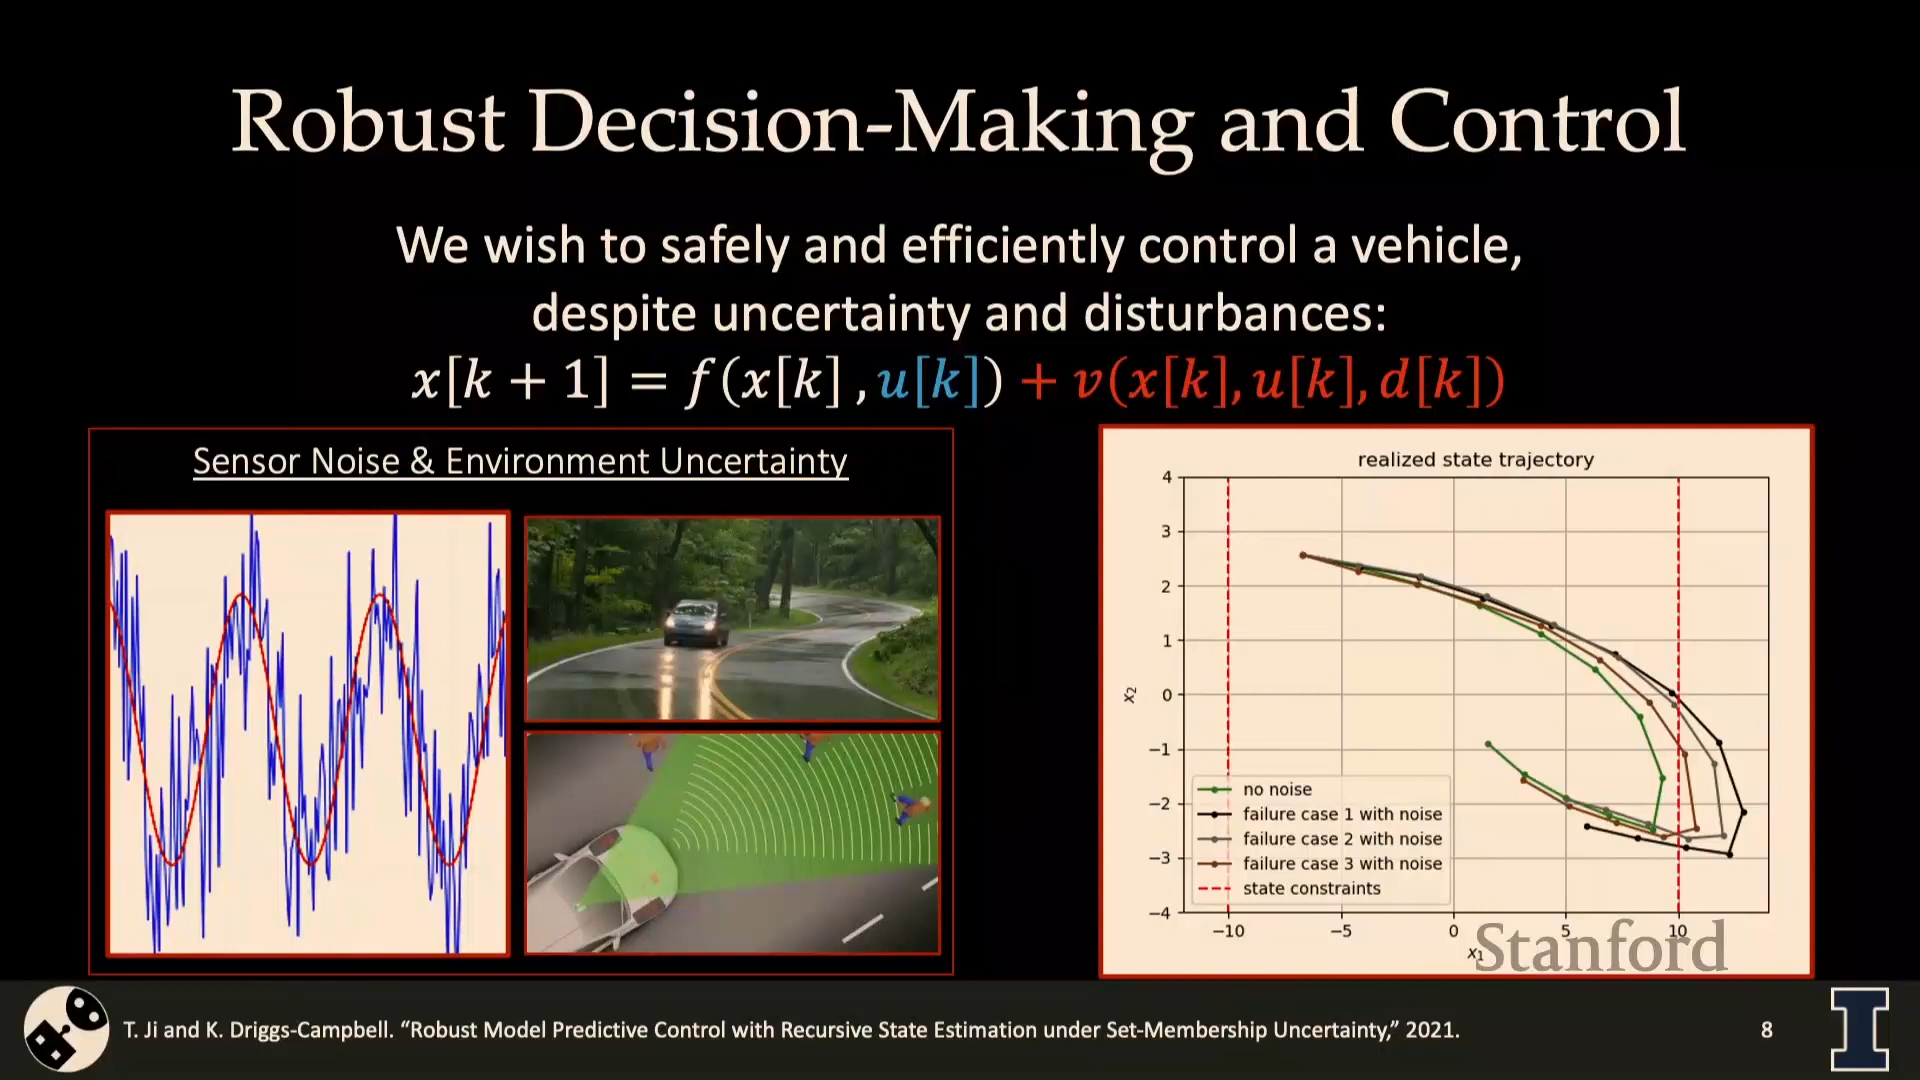 Robust Decision-Making and Control
We wish to safely and efficiently control a vehicle,
despite uncertainty and disturbances:
x[k + 1] = f(x[k] , u[k]) + v(x[k], u[k], d[k])
Sensor Noise & Environment Uncertainty
realized state trajectory
4
3
2
1
0
−1
−2
−3
−4
x₂
no noise
failure case 1 with noise
failure case 2 with noise
failure case 3 with noise
state constraints
−10 −5 0 5 10
x₁
Stanford
T. Ji and K. Driggs-Campbell. “Robust Model Predictive Control with Recursive State Estimation under Set-Membership Uncertainty,” 2021.
8
I